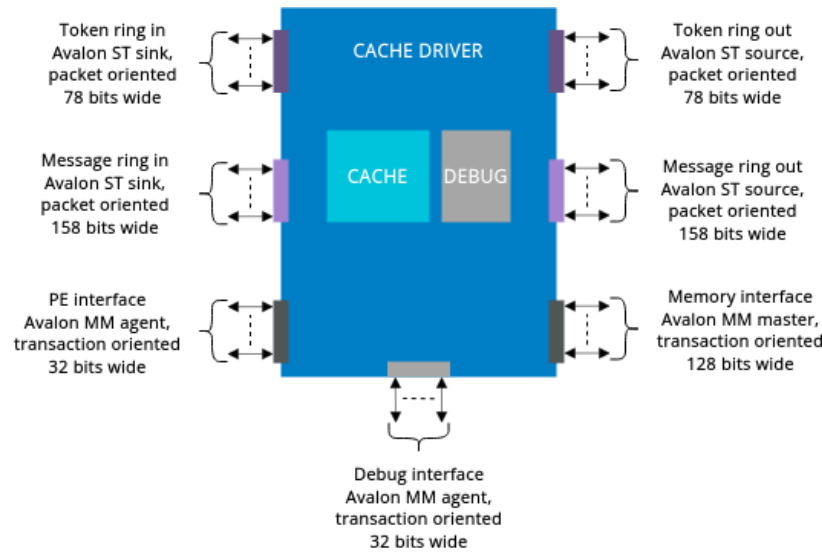 Token ring in
Avalon ST sink,
packet oriented
78 bits wide
CACHE DRIVER
Token ring out
Avalon ST source,
packet oriented
78 bits wide
Message ring in
Avalon ST sink,
packet oriented
158 bits wide
CACHE
DEBUG
Message ring out
Avalon ST source,
packet oriented
158 bits wide
PE interface
Avalon MM agent,
transaction oriented
32 bits wide
Memory interface
Avalon MM master,
transaction oriented
128 bits wide
Debug interface
Avalon MM agent,
transaction oriented
32 bits wide